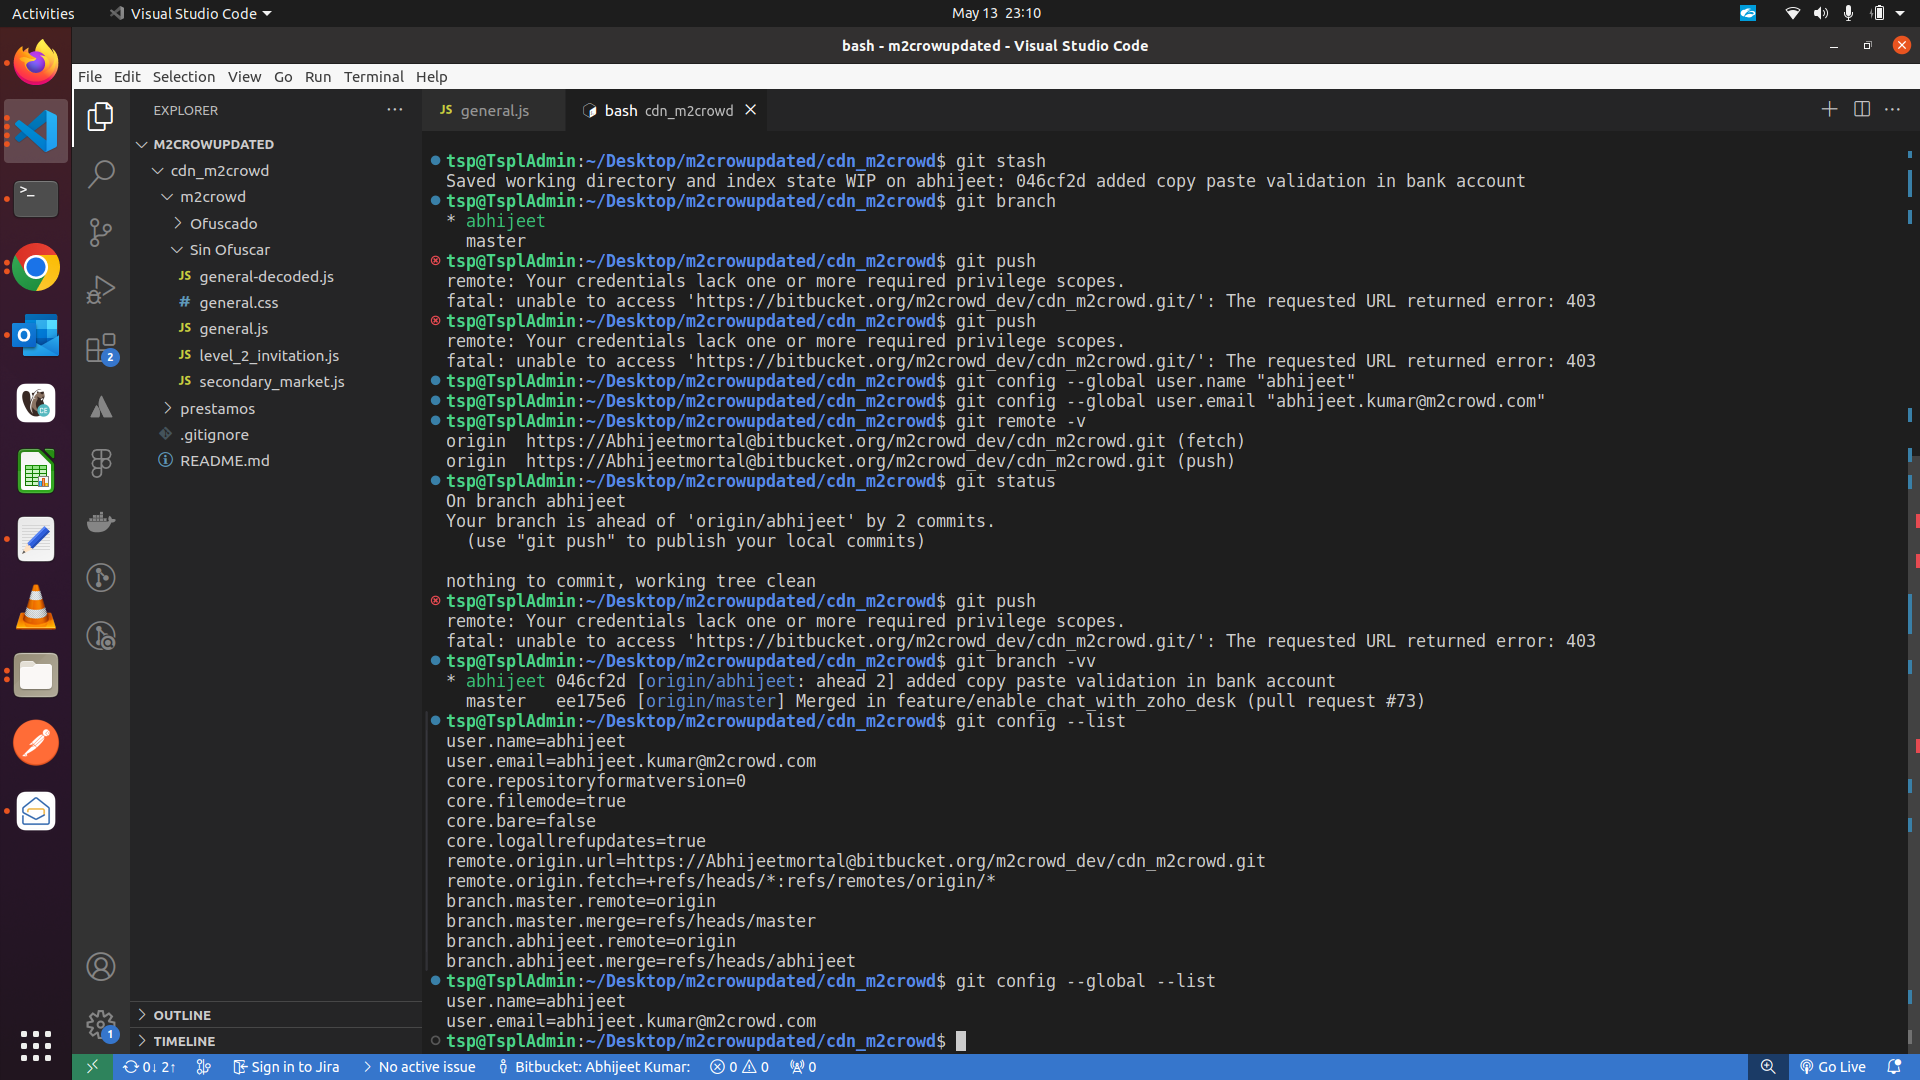 Activities
Visual Studio Code
May 13 23:10
bash - m2crowupdated - Visual Studio Code
File Edit Selection View Go Run Terminal Help
EXPLORER
M2CROWUPDATED
cdn_m2crowd
m2crowd
Ofuscado
Sin Ofuscar
JS general-decoded.js
# general.css
JS general.js
JS level_2_invitation.js
JS secondary_market.js
prestamos
.gitignore
README.md
OUTLINE
TIMELINE
2
1
JS general.js
bash cdn_m2crowd
tsp@TsplAdmin:~/Desktop/m2crowupdated/cdn_m2crowd$ git stash
Saved working directory and index state WIP on abhijeet: 046cf2d added copy paste validation in bank account
tsp@TsplAdmin:~/Desktop/m2crowupdated/cdn_m2crowd$ git branch
* abhijeet
master
tsp@TsplAdmin:~/Desktop/m2crowupdated/cdn_m2crowd$ git push
remote: Your credentials lack one or more required privilege scopes.
fatal: unable to access 'https://bitbucket.org/m2crowd_dev/cdn_m2crowd.git/': The requested URL returned error: 403
tsp@TsplAdmin:~/Desktop/m2crowupdated/cdn_m2crowd$ git push
remote: Your credentials lack one or more required privilege scopes.
fatal: unable to access 'https://bitbucket.org/m2crowd_dev/cdn_m2crowd.git/': The requested URL returned error: 403
tsp@TsplAdmin:~/Desktop/m2crowupdated/cdn_m2crowd$ git config --global user.name "abhijeet"
tsp@TsplAdmin:~/Desktop/m2crowupdated/cdn_m2crowd$ git config --global user.email "abhijeet.kumar@m2crowd.com"
tsp@TsplAdmin:~/Desktop/m2crowupdated/cdn_m2crowd$ git remote -v
origin https://Abhijeetmortal@bitbucket.org/m2crowd_dev/cdn_m2crowd.git (fetch)
origin https://Abhijeetmortal@bitbucket.org/m2crowd_dev/cdn_m2crowd.git (push)
tsp@TsplAdmin:~/Desktop/m2crowupdated/cdn_m2crowd$ git status
On branch abhijeet
Your branch is ahead of 'origin/abhijeet' by 2 commits.
(use "git push" to publish your local commits)
nothing to commit, working tree clean
tsp@TsplAdmin:~/Desktop/m2crowupdated/cdn_m2crowd$ git push
remote: Your credentials lack one or more required privilege scopes.
fatal: unable to access 'https://bitbucket.org/m2crowd_dev/cdn_m2crowd.git/': The requested URL returned error: 403
tsp@TsplAdmin:~/Desktop/m2crowupdated/cdn_m2crowd$ git branch -vv
* abhijeet 046cf2d [origin/abhijeet: ahead 2] added copy paste validation in bank account
master ee175e6 [origin/master] Merged in feature/enable_chat_with_zoho_desk (pull request #73)
tsp@TsplAdmin:~/Desktop/m2crowupdated/cdn_m2crowd$ git config --list
user.name=abhijeet
user.email=abhijeet.kumar@m2crowd.com
core.repositoryformatversion=0
core.filemode=true
core.bare=false
core.logallrefupdates=true
remote.origin.url=https://Abhijeetmortal@bitbucket.org/m2crowd_dev/cdn_m2crowd.git
remote.origin.fetch=+refs/heads/*:refs/remotes/origin/*
branch.master.remote=origin
branch.master.merge=refs/heads/master
branch.abhijeet.remote=origin
branch.abhijeet.merge=refs/heads/abhijeet
tsp@TsplAdmin:~/Desktop/m2crowupdated/cdn_m2crowd$ git config --global --list
user.name=abhijeet
user.email=abhijeet.kumar@m2crowd.com
tsp@TsplAdmin:~/Desktop/m2crowupdated/cdn_m2crowd$
0↓ 2↑ Sign in to Jira > No active issue Bitbucket: Abhijeet Kumar: 0 0 0 Go Live